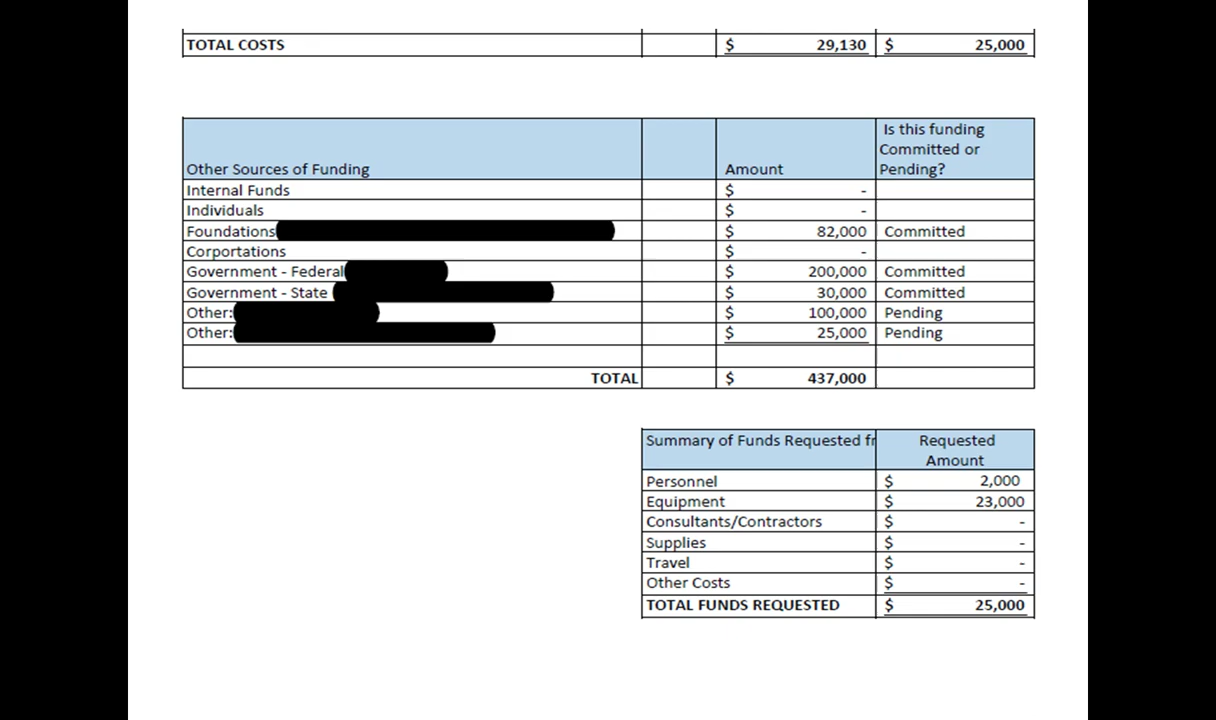 TOTAL COSTS $ 29,130 $ 25,000
Other Sources of Funding Amount Is this funding Committed or Pending?
Internal Funds $ -
Individuals $ -
Foundations $ 82,000 Committed
Corportations $ -
Government - Federal $ 200,000 Committed
Government - State $ 30,000 Committed
Other: $ 100,000 Pending
Other: $ 25,000 Pending
TOTAL $ 437,000
Summary of Funds Requested fr Requested Amount
Personnel $ 2,000
Equipment $ 23,000
Consultants/Contractors $ -
Supplies $ -
Travel $ -
Other Costs $ -
TOTAL FUNDS REQUESTED $ 25,000